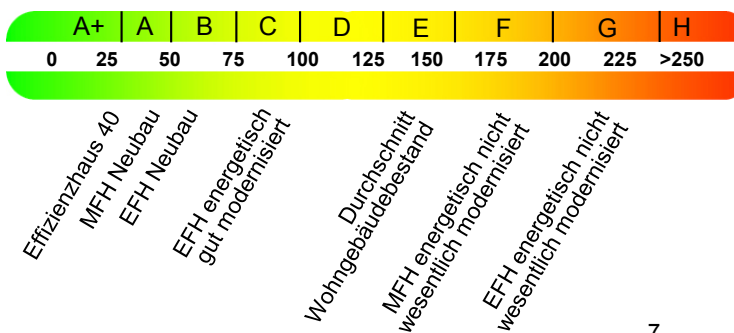 A+ A B C D E F G H
0 25 50 75 100 125 150 175 200 225 >250
Effizienzhaus 40
MFH Neubau
EFH Neubau
EFH energetisch
gut modernisiert
Durchschnitt
Wohngebäudebestand
MFH energetisch nicht
wesentlich modernisiert
EFH energetisch nicht
wesentlich modernisiert
7